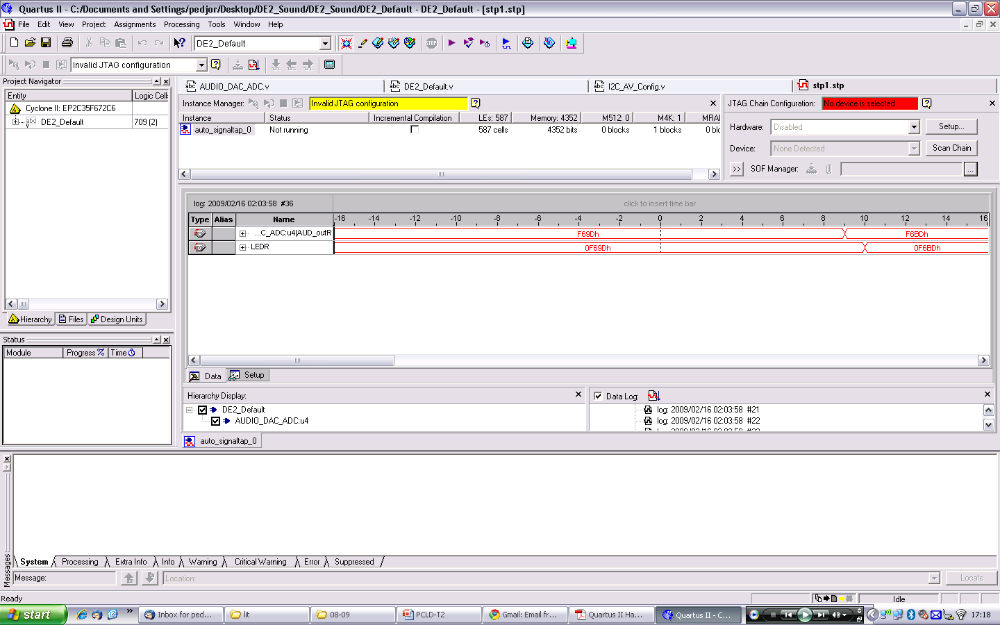 Quartus II - C:/Documents and Settings/pedjor/Desktop/DE2_Sound/DE2_Sound/DE2_Default - DE2_Default - [stp1.stp]
File Edit View Project Assignments Processing Tools Window Help
DE2_Default
Invalid JTAG configuration
Project Navigator
Entity Logic Cell:
Cyclone II: EP2C35F672C6
DE2_Default 709 (2)
Hierarchy Files Design Units
Status
Module Progress % Time
AUDIO_DAC_ADC.v DE2_Default.v I2C_AV_Config.v stp1.stp
Instance Manager: Invalid JTAG configuration
Instance Status Incremental Compilation LEs: 587 Memory: 4352 M512: 0 M4K: 1 MRAI
auto_signaltap_0 Not running 587 cells 4352 bits 0 blocks 1 blocks 0 bl
JTAG Chain Configuration: No device is selected
Hardware: Disabled Setup...
Device: None Detected Scan Chain
>> SOF Manager: ...
log: 2009/02/16 02:03:58 #36 click to insert time bar
Type Alias Name -16 -14 -12 -10 -8 -6 -4 -2 0 2 4 6 8 10 12 14 16
...C_ADC:u4|AUD_outR F69Dh F6BDh
LEDR 0F69Dh 0F6BDh
Data Setup
Hierarchy Display:
DE2_Default
AUDIO_DAC_ADC:u4
Data Log:
log: 2009/02/16 02:03:58 #21
log: 2009/02/16 02:03:58 #22
auto_signaltap_0
System Processing Extra Info Info Warning Critical Warning Error Suppressed
Messages
Message: Location: Locate
Ready Idle
start Inbox for ped... lit 08-09 PCLD-T2 Gmail: Email fr... Quartus II Ha... Quartus II - C... 17:18